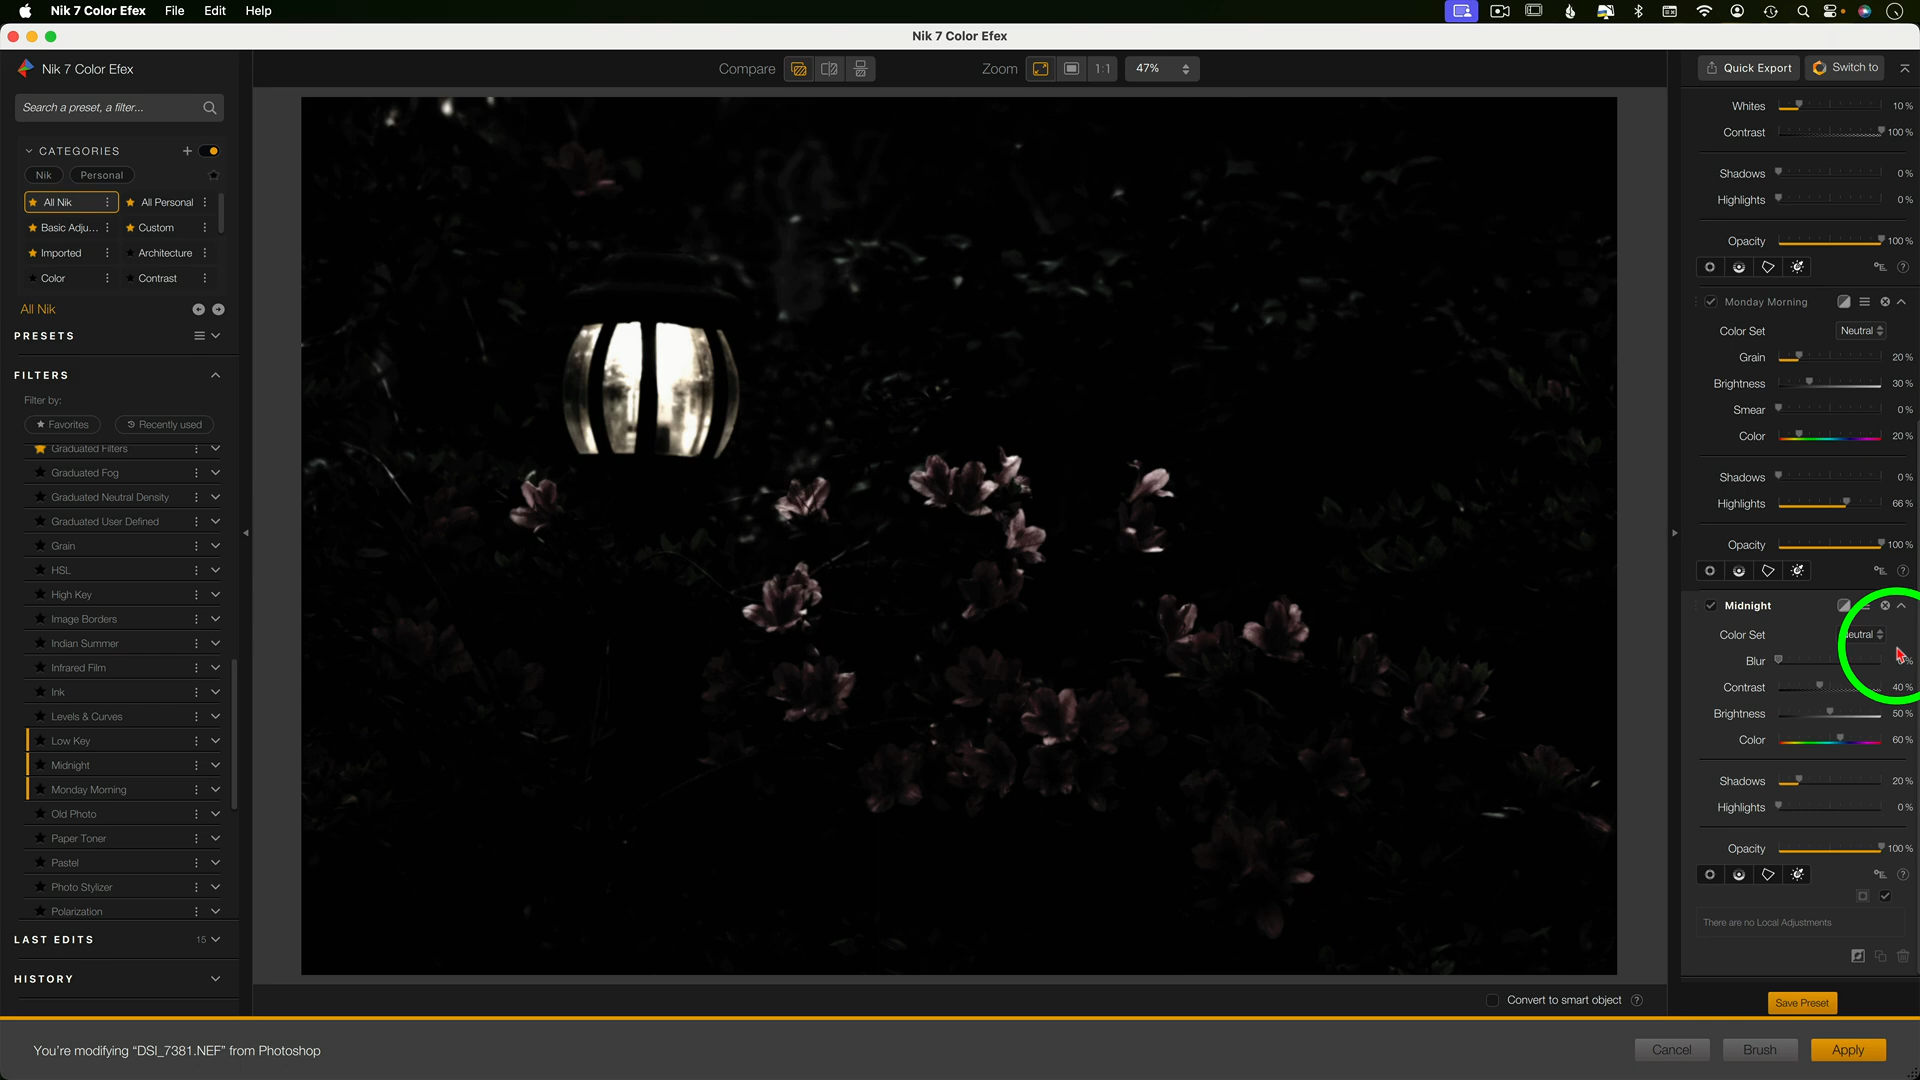 Nik 7 Color Efex File Edit Help
Nik 7 Color Efex
Nik 7 Color Efex
Compare
Zoom
1:1
47%
Quick Export
Switch to
Search a preset, a filter...
CATEGORIES
Nik
Personal
All Nik
All Personal
Basic Adju...
Custom
Imported
Architecture
Color
Contrast
All Nik
PRESETS
FILTERS
Filter by:
Favorites
Recently used
Graduated Filters
Graduated Fog
Graduated Neutral Density
Graduated User Defined
Grain
HSL
High Key
Image Borders
Indian Summer
Infrared Film
Ink
Levels & Curves
Low Key
Midnight
Monday Morning
Old Photo
Paper Toner
Pastel
Photo Stylizer
Polarization
LAST EDITS 15
HISTORY
Whites 10 %
Contrast 100 %
Shadows 0 %
Highlights 0 %
Opacity 100 %
Monday Morning
Color Set Neutral
Grain 20 %
Brightness 30 %
Smear 0 %
Color 20 %
Shadows 0 %
Highlights 66 %
Opacity 100 %
Midnight
Color Set
Blur
Contrast 40 %
Brightness 50 %
Color 60 %
Shadows 20 %
Highlights 0 %
Opacity 100 %
There are no Local Adjustments
Save Preset
Convert to smart object
You're modifying “DSI_7381.NEF” from Photoshop
Cancel
Brush
Apply